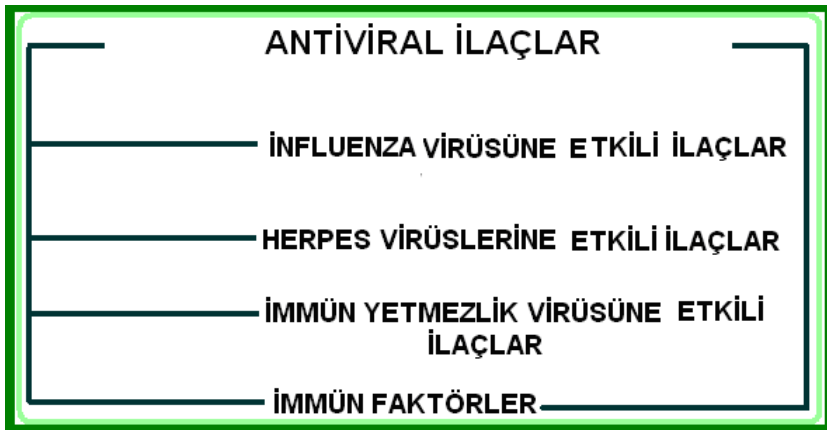 ANTİVİRAL İLAÇLAR
İNFLUENZA VİRÜSÜNE ETKİLİ İLAÇLAR
HERPES VİRÜSLERİNE ETKİLİ İLAÇLAR
İMMÜN YETMEZLİK VİRÜSÜNE ETKİLİ
İLAÇLAR
İMMÜN FAKTÖRLER